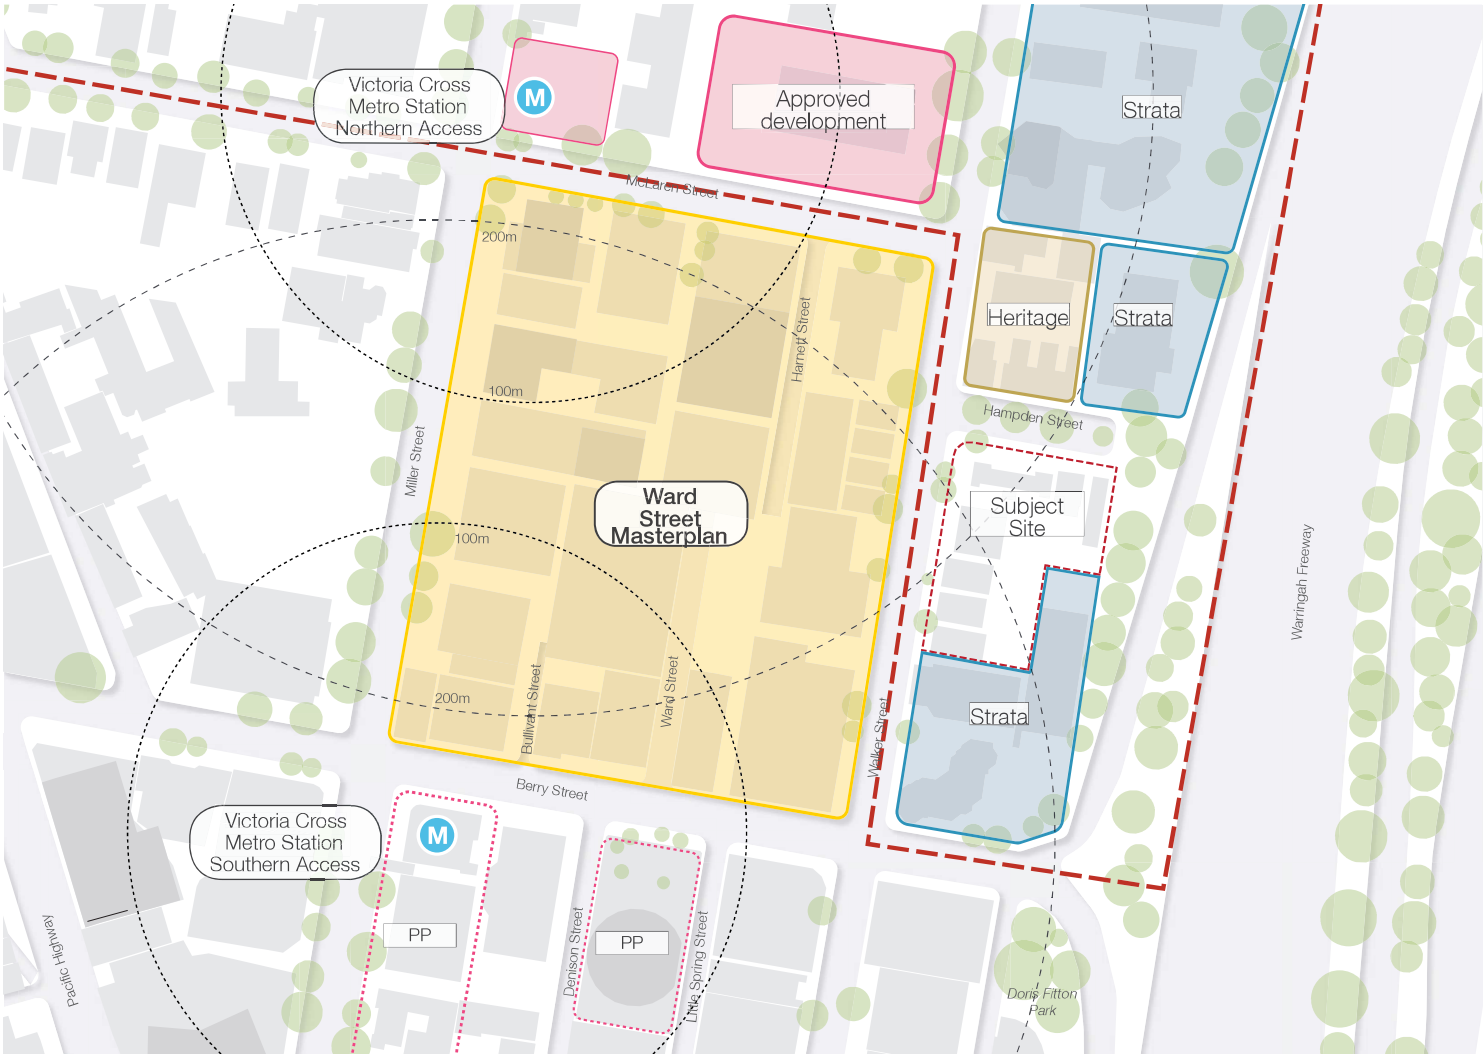 Victoria Cross
Metro Station
Northern Access
M
Approved
development
Strata
McLaren Street
200m
Harnett Street
Heritage
Strata
100m
Hampden Street
Miller Street
Ward
Street
Masterplan
Subject
Site
100m
Warringah Freeway
200m
Bullivant Street
Ward Street
Walker Street
Strata
Berry Street
Victoria Cross
Metro Station
Southern Access
M
PP
PP
Pacific Highway
Denison Street
Little Spring Street
Doris Fitton
Park